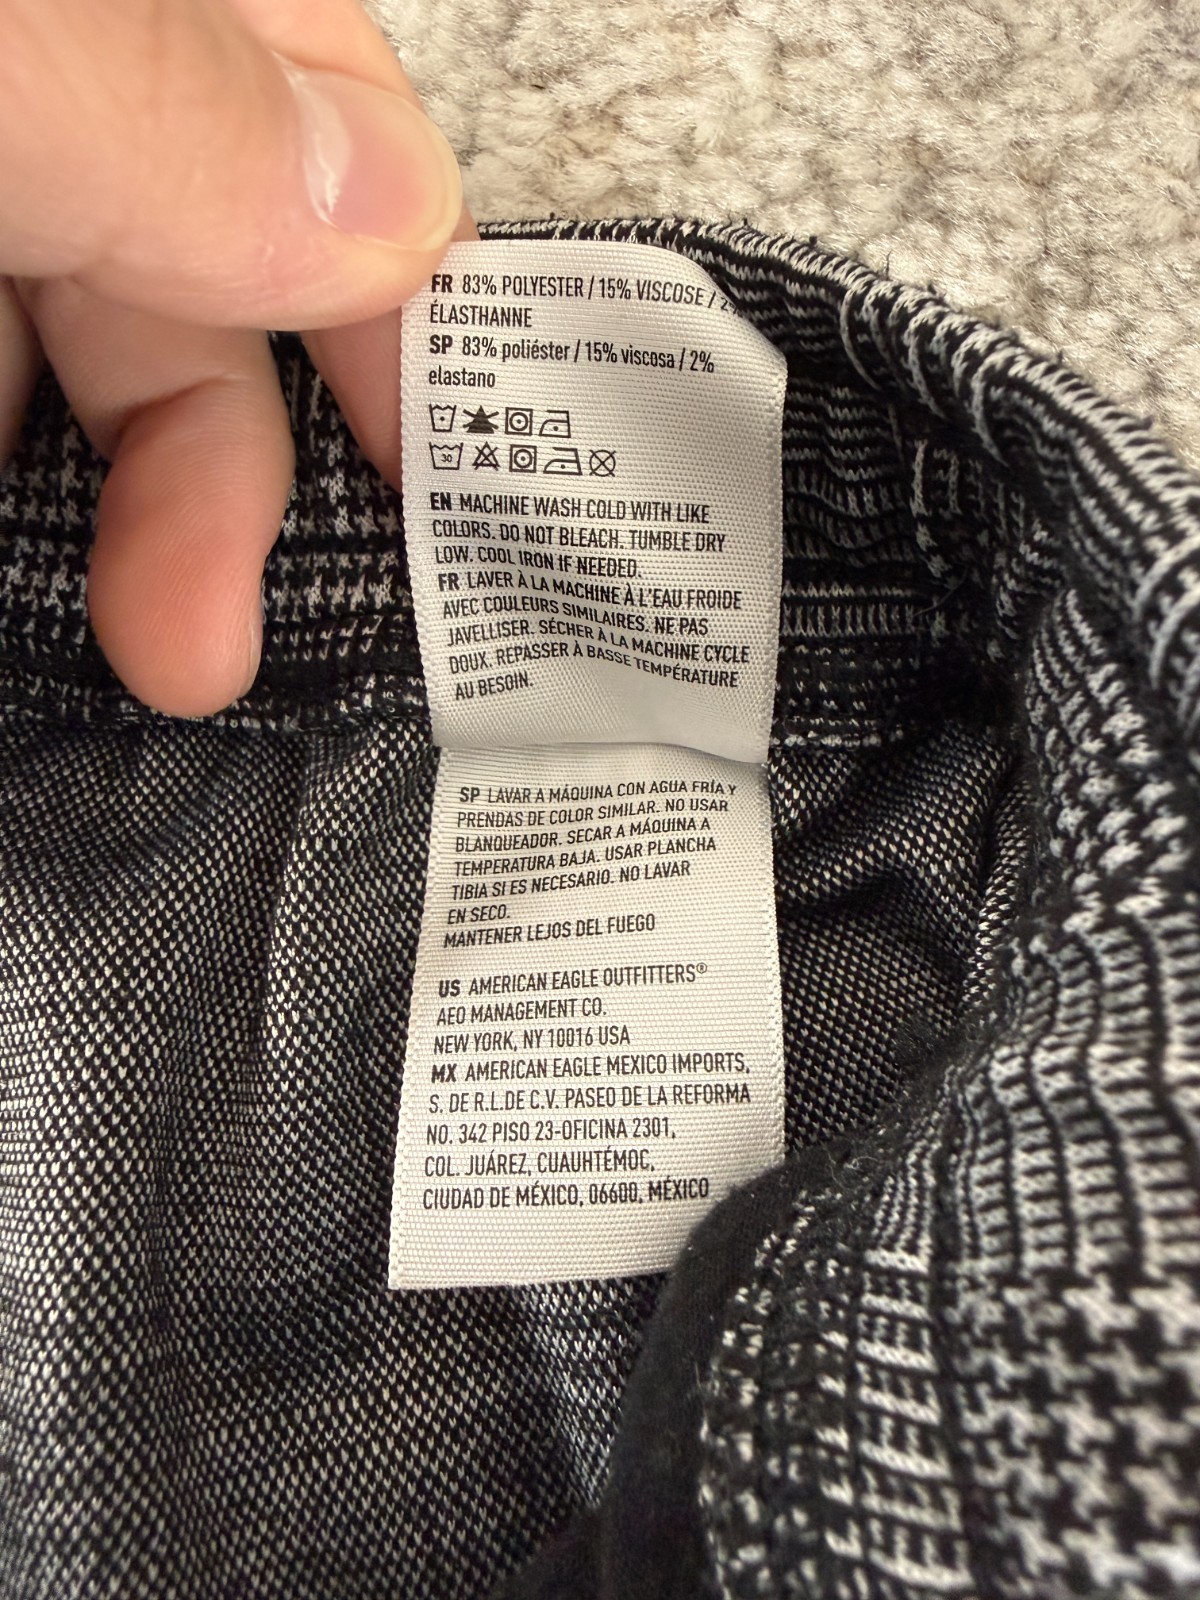 FR 83% POLYESTER / 15% VISCOSE /
ÉLASTHANNE
SP 83% poliéster / 15% viscosa / 2%
elastano
30
EN MACHINE WASH COLD WITH LIKE
COLORS. DO NOT BLEACH. TUMBLE DRY
LOW. COOL IRON IF NEEDED.
FR LAVER À LA MACHINE À L'EAU FROIDE
AVEC COULEURS SIMILAIRES. NE PAS
JAVELLISER. SÉCHER À LA MACHINE CYCLE
DOUX. REPASSER À BASSE TEMPÉRATURE
AU BESOIN.
SP LAVAR A MÁQUINA CON AGUA FRÍA Y
PRENDAS DE COLOR SIMILAR. NO USAR
BLANQUEADOR. SECAR A MÁQUINA A
TEMPERATURA BAJA. USAR PLANCHA
TIBIA SI ES NECESARIO. NO LAVAR
EN SECO.
MANTENER LEJOS DEL FUEGO
US AMERICAN EAGLE OUTFITTERS®
AEO MANAGEMENT CO.
NEW YORK, NY 10016 USA
MX AMERICAN EAGLE MEXICO IMPORTS,
S. DE R.L.DE C.V. PASEO DE LA REFORMA
NO. 342 PISO 23-OFICINA 2301,
COL. JUÁREZ, CUAUHTÉMOC,
CIUDAD DE MÉXICO, 06600, MÉXICO